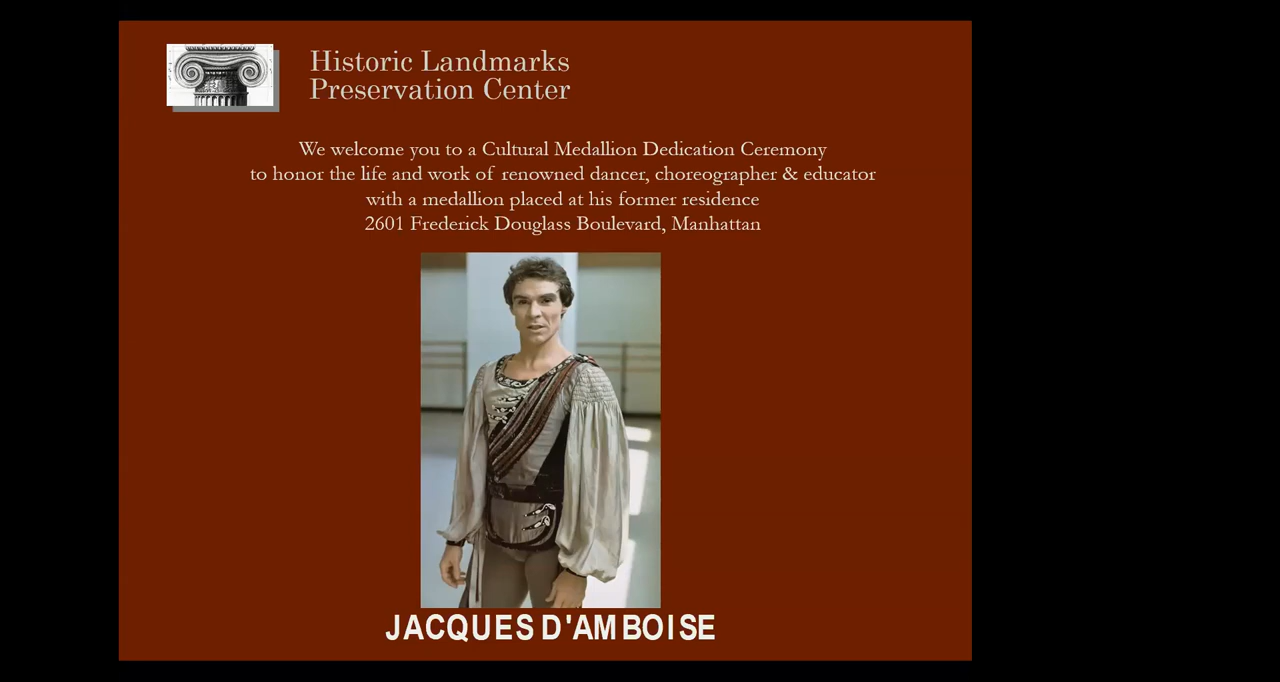 Historic Landmarks
Preservation Center
We welcome you to a Cultural Medallion Dedication Ceremony
to honor the life and work of renowned dancer, choreographer & educator
with a medallion placed at his former residence
2601 Frederick Douglass Boulevard, Manhattan
JACQUES D'AMBOISE